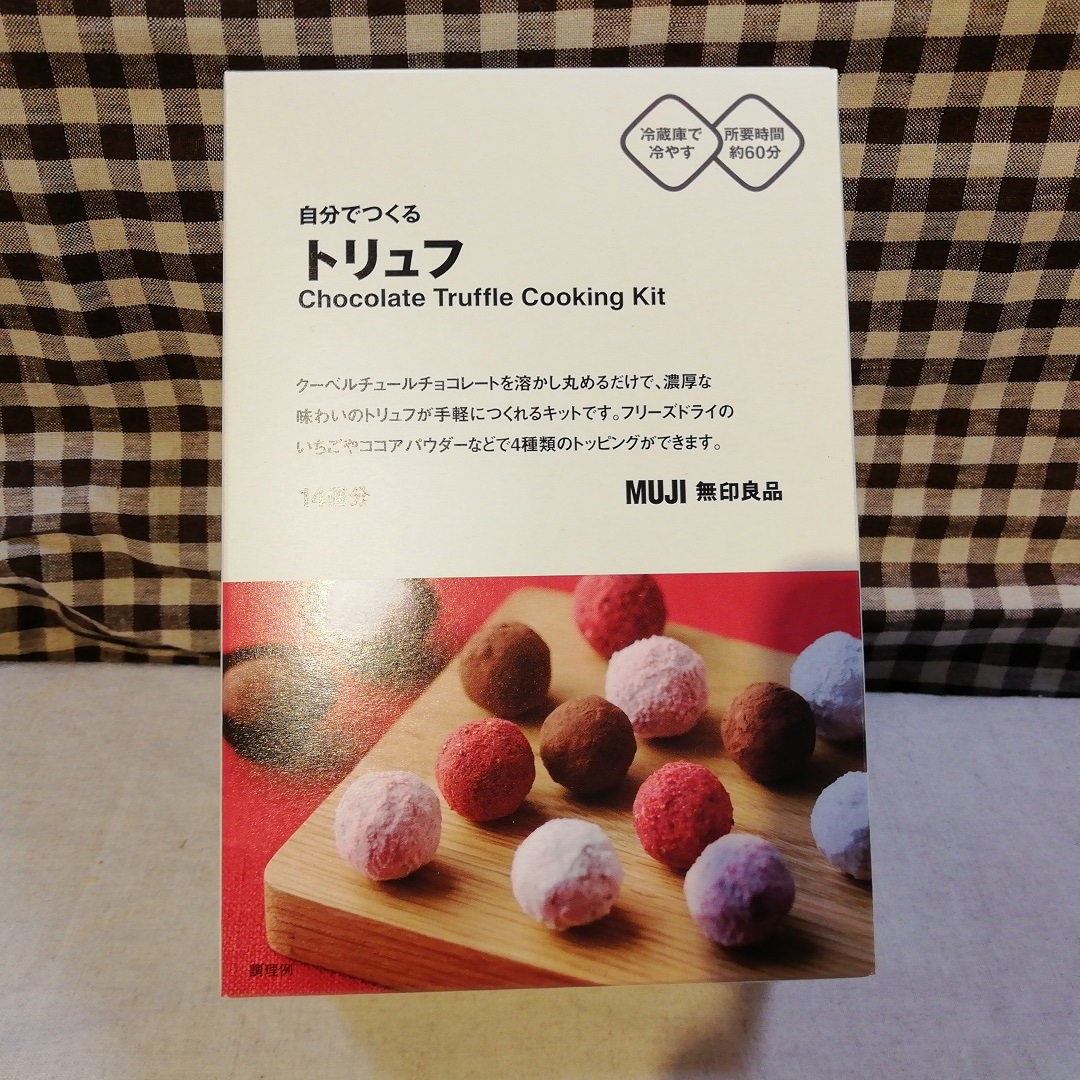 冷蔵庫で
冷やす
所要時間
約60分
自分でつくる
トリュフ
Chocolate Truffle Cooking Kit
クーベルチュールチョコレートを溶かし丸めるだけで、濃厚な
味わいのトリュフが手軽につくれるキットです。フリーズドライの
いちごやココアパウダーなどで4種類のトッピングができます。
14個分
MUJI 無印良品
調理例